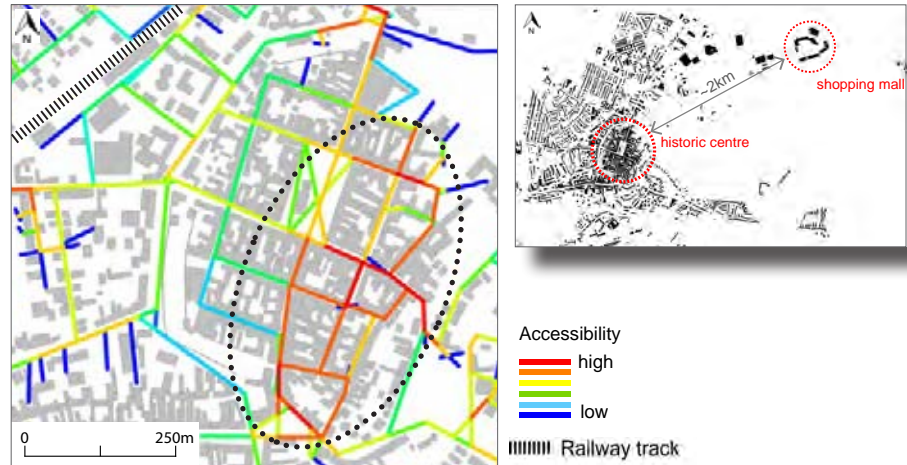 N
0
250m
N
~2km
shopping mall
historic centre
Accessibility
high
low
Railway track